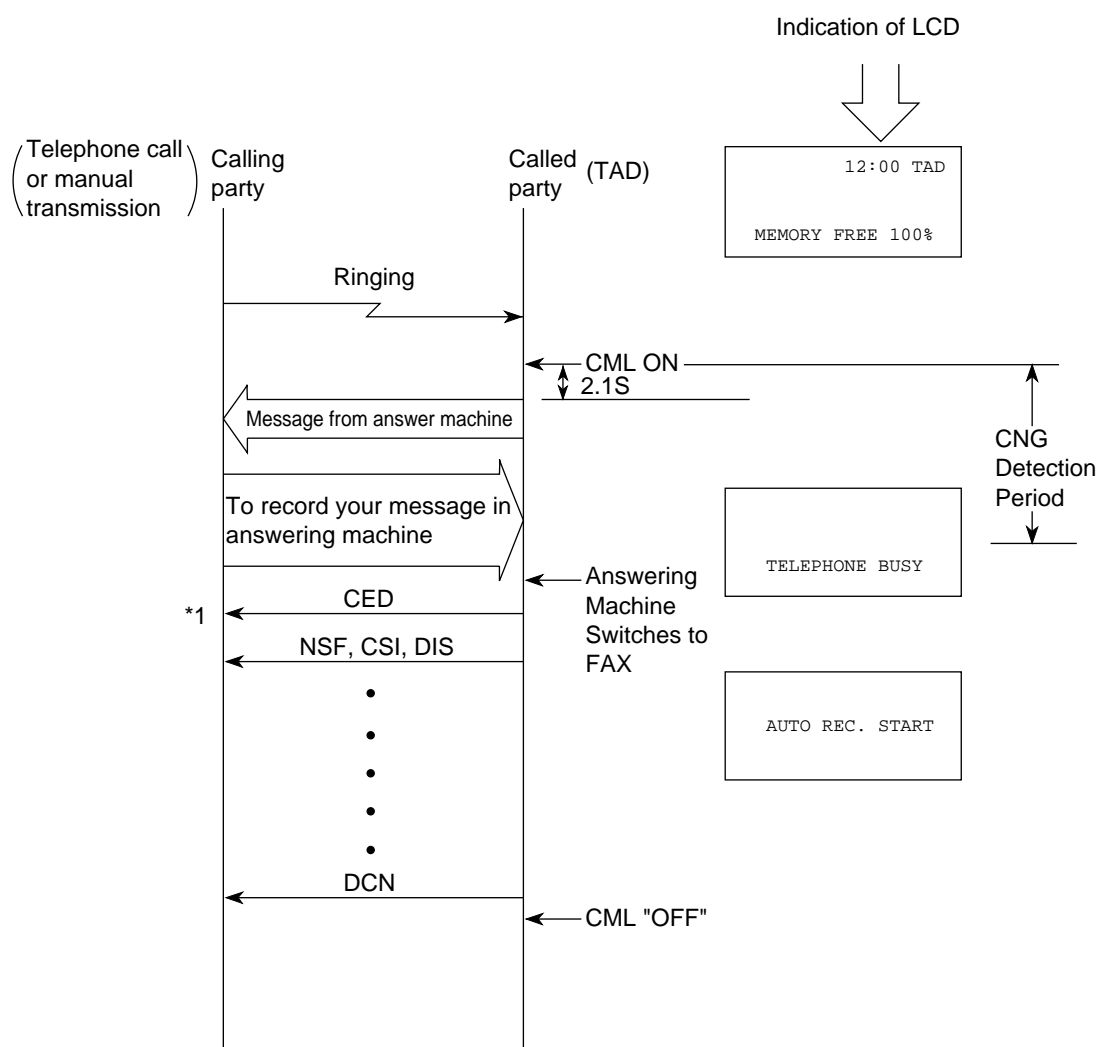 Indication of LCD
Telephone call
or manual
transmission
Calling
party
Called
party
(TAD)
12:00 TAD
MEMORY FREE 100%
Ringing
CML ON
2.1S
Message from answer machine
CNG
Detection
Period
To record your message in
answering machine
TELEPHONE BUSY
Answering
Machine
Switches to
FAX
*1
CED
NSF, CSI, DIS
AUTO REC. START
DCN
CML "OFF"